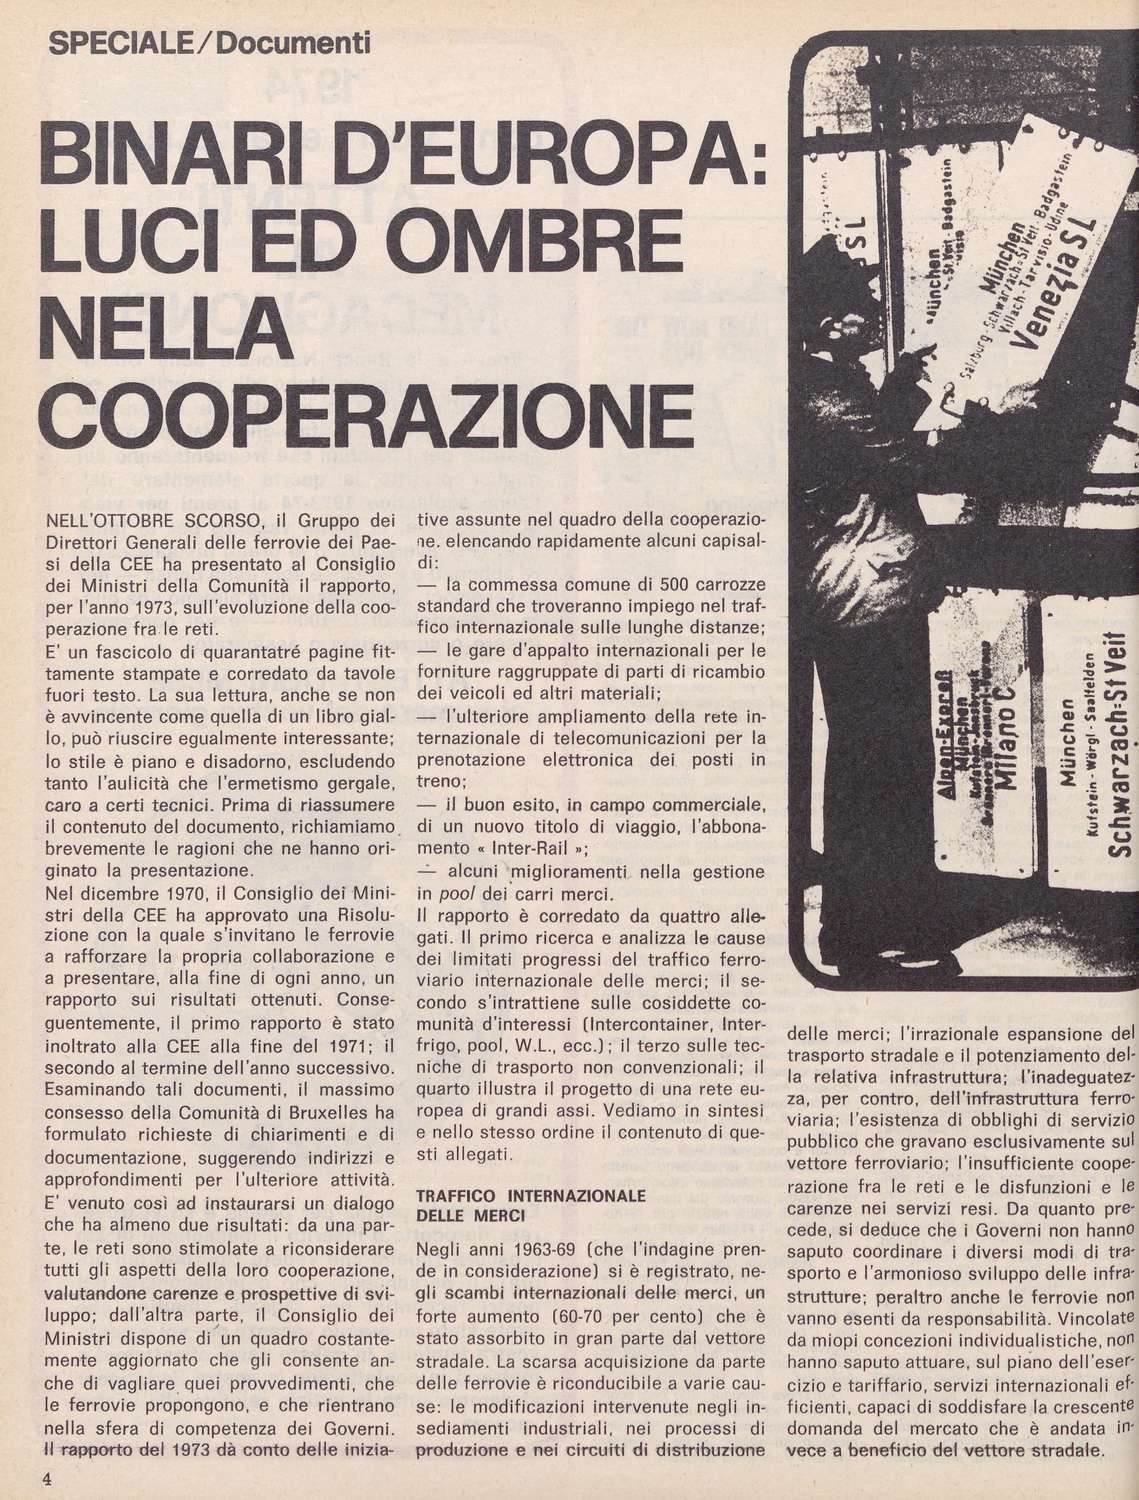 SPECIALE/Documenti
BINARI D'EUROPA:
LUCI ED OMBRE
NELLA
COOPERAZIONE
NELL'OTTOBRE SCORSO, il Gruppo dei
Direttori Generali delle ferrovie dei Pae-
si della CEE ha presentato al Consiglio
dei Ministri della Comunità il rapporto,
per l'anno 1973, sull'evoluzione della coo-
perazione fra le reti.
E' un fascicolo di quarantatré pagine fit-
tamente stampate e corredato da tavole
fuori testo. La sua lettura, anche se non
è avvincente come quella di un libro gial-
lo, può riuscire egualmente interessante;
lo stile è piano e disadorno, escludendo
tanto l'aulicità che l'ermetismo gergale,
caro a certi tecnici. Prima di riassumere
il contenuto del documento, richiamiamo
brevemente le ragioni che ne hanno ori-
ginato la presentazione.
Nel dicembre 1970, il Consiglio dei Mini-
stri della CEE ha approvato una Risolu-
zione con la quale s'invitano le ferrovie
a rafforzare la propria collaborazione e
a presentare, alla fine di ogni anno, un
rapporto sui risultati ottenuti. Conse-
guentemente, il primo rapporto è stato
inoltrato alla CEE alla fine del 1971; il
secondo al termine dell'anno successivo.
Esaminando tali documenti, il massimo
consesso della Comunità di Bruxelles ha
formulato richieste di chiarimenti e di
documentazione, suggerendo indirizzi e
approfondimenti per l'ulteriore attività.
E' venuto così ad instaurarsi un dialogo
che ha almeno due risultati: da una par-
te, le reti sono stimolate a riconsiderare
tutti gli aspetti della loro cooperazione,
valutandone carenze e prospettive di svi-
luppo; dall'altra parte, il Consiglio dei
Ministri dispone di un quadro costante-
mente aggiornato che gli consente an-
che di vagliare quei provvedimenti, che
le ferrovie propongono, e che rientrano
nella sfera di competenza dei Governi.
Il rapporto del 1973 dà conto delle inizia-
tive assunte nel quadro della cooperazio-
ne. elencando rapidamente alcuni capisal-
di:
— la commessa comune di 500 carrozze
standard che troveranno impiego nel traf-
fico internazionale sulle lunghe distanze;
— le gare d'appalto internazionali per le
forniture raggruppate di parti di ricambio
dei veicoli ed altri materiali;
— l'ulteriore ampliamento della rete in-
ternazionale di telecomunicazioni per la
prenotazione elettronica dei posti in
treno;
— il buon esito, in campo commerciale,
di un nuovo titolo di viaggio, l'abbona-
mento « Inter-Rail »;
— alcuni miglioramenti nella gestione
in pool dei carri merci.
Il rapporto è corredato da quattro alle-
gati. Il primo ricerca e analizza le cause
dei limitati progressi del traffico ferro-
viario internazionale delle merci; il se-
condo s'intrattiene sulle cosiddette co-
munità d'interessi (Intercontainer, Inter-
frigo, pool, W.L., ecc.); il terzo sulle tec-
niche di trasporto non convenzionali; il
quarto illustra il progetto di una rete eu-
ropea di grandi assi. Vediamo in sintesi
e nello stesso ordine il contenuto di que-
sti allegati.
TRAFFICO INTERNAZIONALE
DELLE MERCI
Negli anni 1963-69 (che l'indagine pren-
de in considerazione) si è registrato, ne-
gli scambi internazionali delle merci, un
forte aumento (60-70 per cento) che è
stato assorbito in gran parte dal vettore
stradale. La scarsa acquisizione da parte
delle ferrovie è riconducibile a varie cau-
se: le modificazioni intervenute negli in-
sediamenti industriali, nei processi di
produzione e nei circuiti di distribuzione
SL
München
-St Veit - Badgastein
München
Salzburg - Schwarzach-St Veit - Badgastein
Villach - Tarvisio - Udine
Venezia SL
Alpen-Expreß
München
Kufstein-Innsbruck
Milano C
München
Kufstein - Wörgl - Saalfelden
Schwarzach-St Veit
delle merci; l'irrazionale espansione del
trasporto stradale e il potenziamento del-
la relativa infrastruttura; l'inadeguatez-
za, per contro, dell'infrastruttura ferro-
viaria; l'esistenza di obblighi di servizio
pubblico che gravano esclusivamente sul
vettore ferroviario; l'insufficiente coope-
razione fra le reti e le disfunzioni e le
carenze nei servizi resi. Da quanto pre-
cede, si deduce che i Governi non hanno
saputo coordinare i diversi modi di tra-
sporto e l'armonioso sviluppo delle infra-
strutture; peraltro anche le ferrovie non
vanno esenti da responsabilità. Vincolate
da miopi concezioni individualistiche, non
hanno saputo attuare, sul piano dell'eser-
cizio e tariffario, servizi internazionali ef-
ficienti, capaci di soddisfare la crescente
domanda del mercato che è andata in-
vece a beneficio del vettore stradale.
4